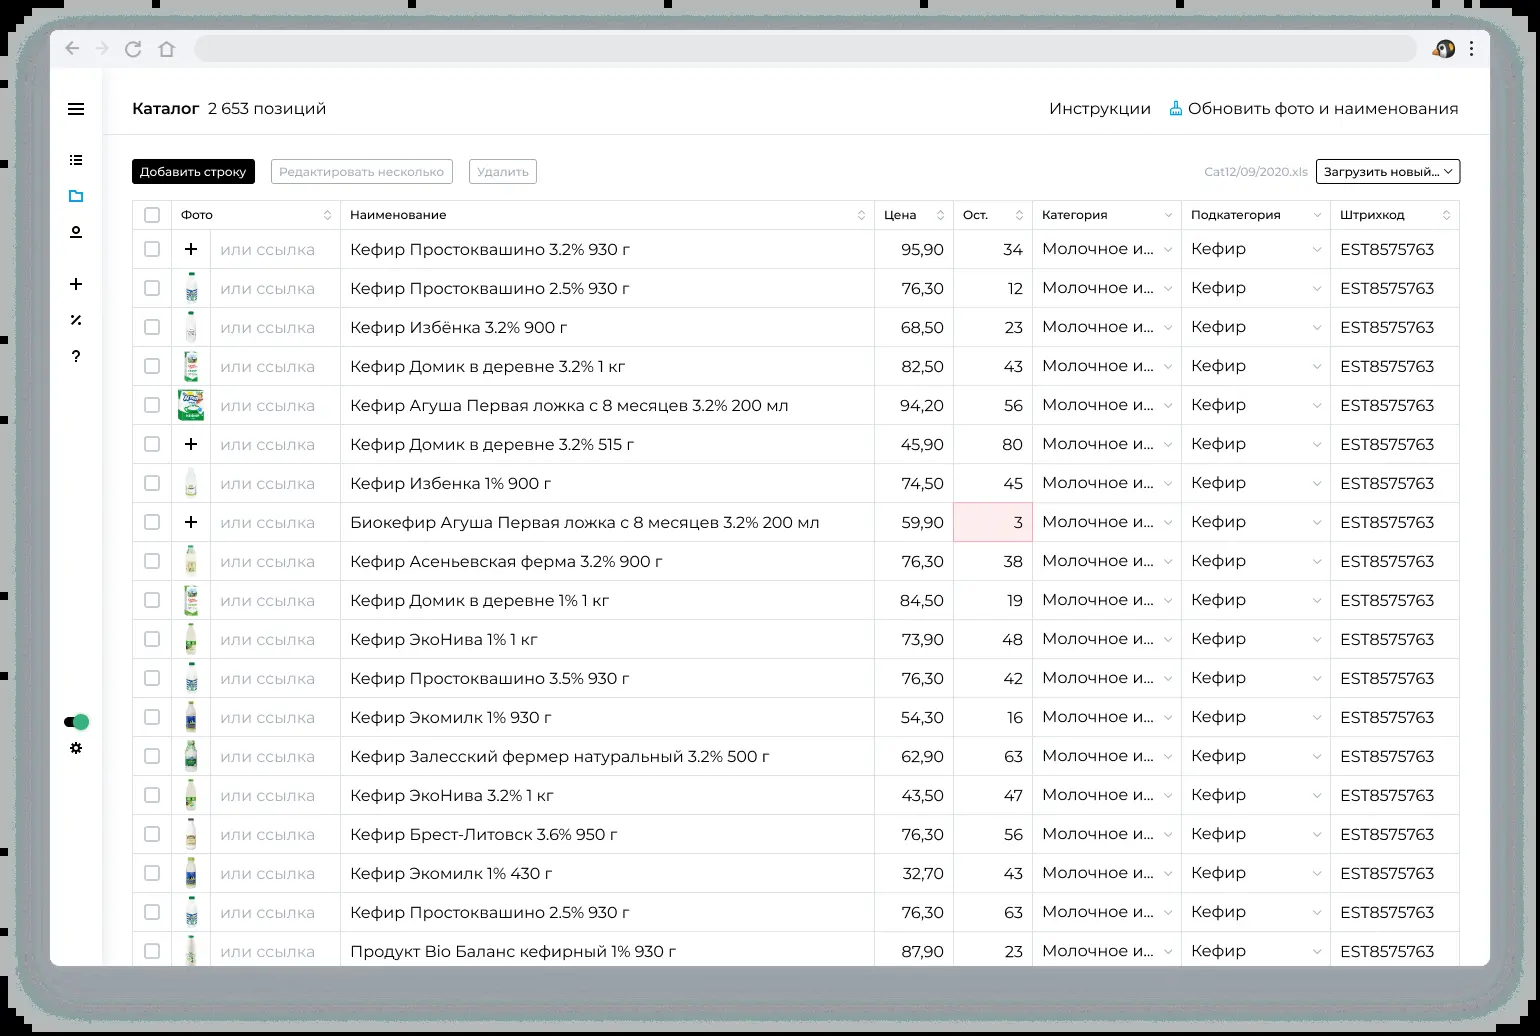 Каталог 2 653 позиций Инструкции Обновить фото и наименования
Добавить строку Редактировать несколько Удалить Cat12/09/2020.xls Загрузить новый...
Фото Наименование Цена Ост. Категория Подкатегория Штрихкод
+ или ссылка Кефир Простоквашино 3.2% 930 г 95,90 34 Молочное и... Кефир EST8575763
или ссылка Кефир Простоквашино 2.5% 930 г 76,30 12 Молочное и... Кефир EST8575763
или ссылка Кефир Избёнка 3.2% 900 г 68,50 23 Молочное и... Кефир EST8575763
или ссылка Кефир Домик в деревне 3.2% 1 кг 82,50 43 Молочное и... Кефир EST8575763
или ссылка Кефир Агуша Первая ложка с 8 месяцев 3.2% 200 мл 94,20 56 Молочное и... Кефир EST8575763
+ или ссылка Кефир Домик в деревне 3.2% 515 г 45,90 80 Молочное и... Кефир EST8575763
или ссылка Кефир Избенка 1% 900 г 74,50 45 Молочное и... Кефир EST8575763
+ или ссылка Биокефир Агуша Первая ложка с 8 месяцев 3.2% 200 мл 59,90 3 Молочное и... Кефир EST8575763
или ссылка Кефир Асеньевская ферма 3.2% 900 г 76,30 38 Молочное и... Кефир EST8575763
или ссылка Кефир Домик в деревне 1% 1 кг 84,50 19 Молочное и... Кефир EST8575763
или ссылка Кефир ЭкоНива 1% 1 кг 73,90 48 Молочное и... Кефир EST8575763
или ссылка Кефир Простоквашино 3.5% 930 г 76,30 42 Молочное и... Кефир EST8575763
или ссылка Кефир Экомилк 1% 930 г 54,30 16 Молочное и... Кефир EST8575763
или ссылка Кефир Залесский фермер натуральный 3.2% 500 г 62,90 63 Молочное и... Кефир EST8575763
или ссылка Кефир ЭкоНива 3.2% 1 кг 43,50 47 Молочное и... Кефир EST8575763
или ссылка Кефир Брест-Литовск 3.6% 950 г 76,30 56 Молочное и... Кефир EST8575763
или ссылка Кефир Экомилк 1% 430 г 32,70 43 Молочное и... Кефир EST8575763
или ссылка Кефир Простоквашино 2.5% 930 г 76,30 63 Молочное и... Кефир EST8575763
или ссылка Продукт Bio Баланс кефирный 1% 930 г 87,90 23 Молочное и... Кефир EST8575763